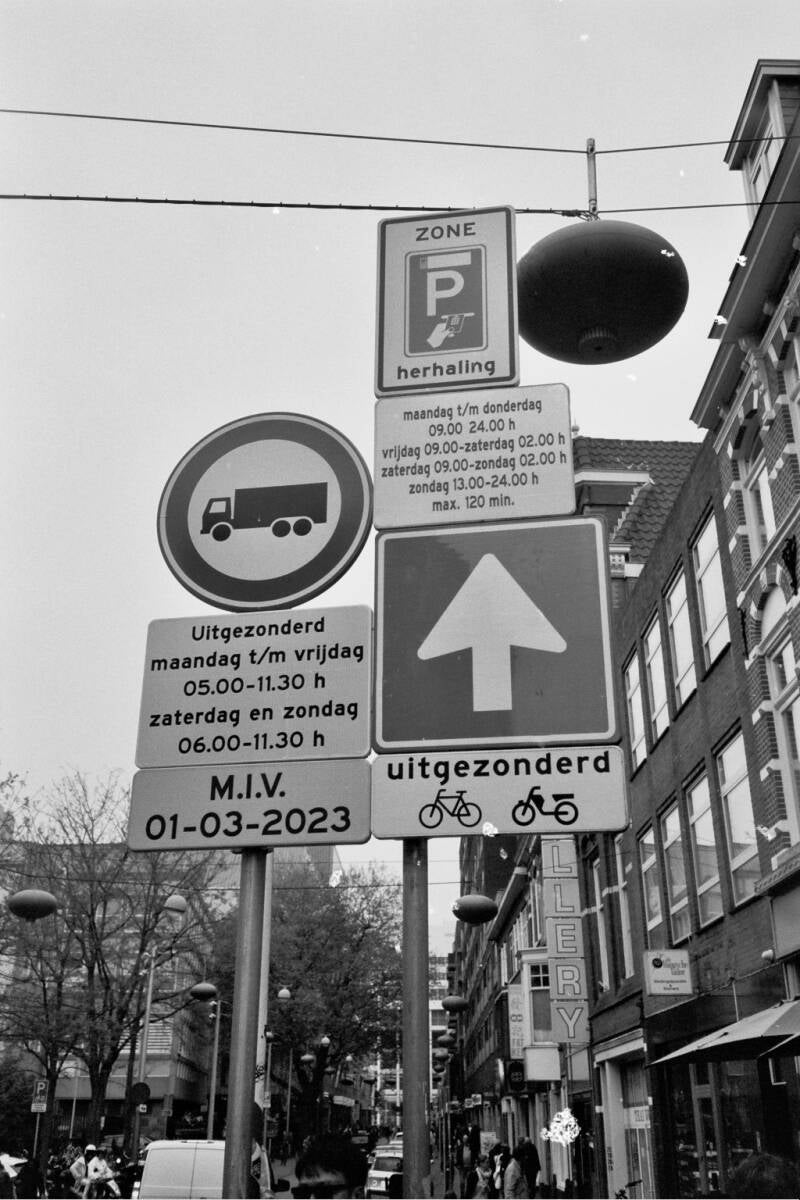 ZONE
P
herhaling
maandag t/m donderdag
09.00 24.00 h
vrijdag 09.00-zaterdag 02.00 h
zaterdag 09.00-zondag 02.00 h
zondag 13.00-24.00 h
max. 120 min.
Uitgezonderd
maandag t/m vrijdag
05.00-11.30 h
zaterdag en zondag
06.00-11.30 h
M.I.V.
01-03-2023
uitgezonderd
LLERY
P